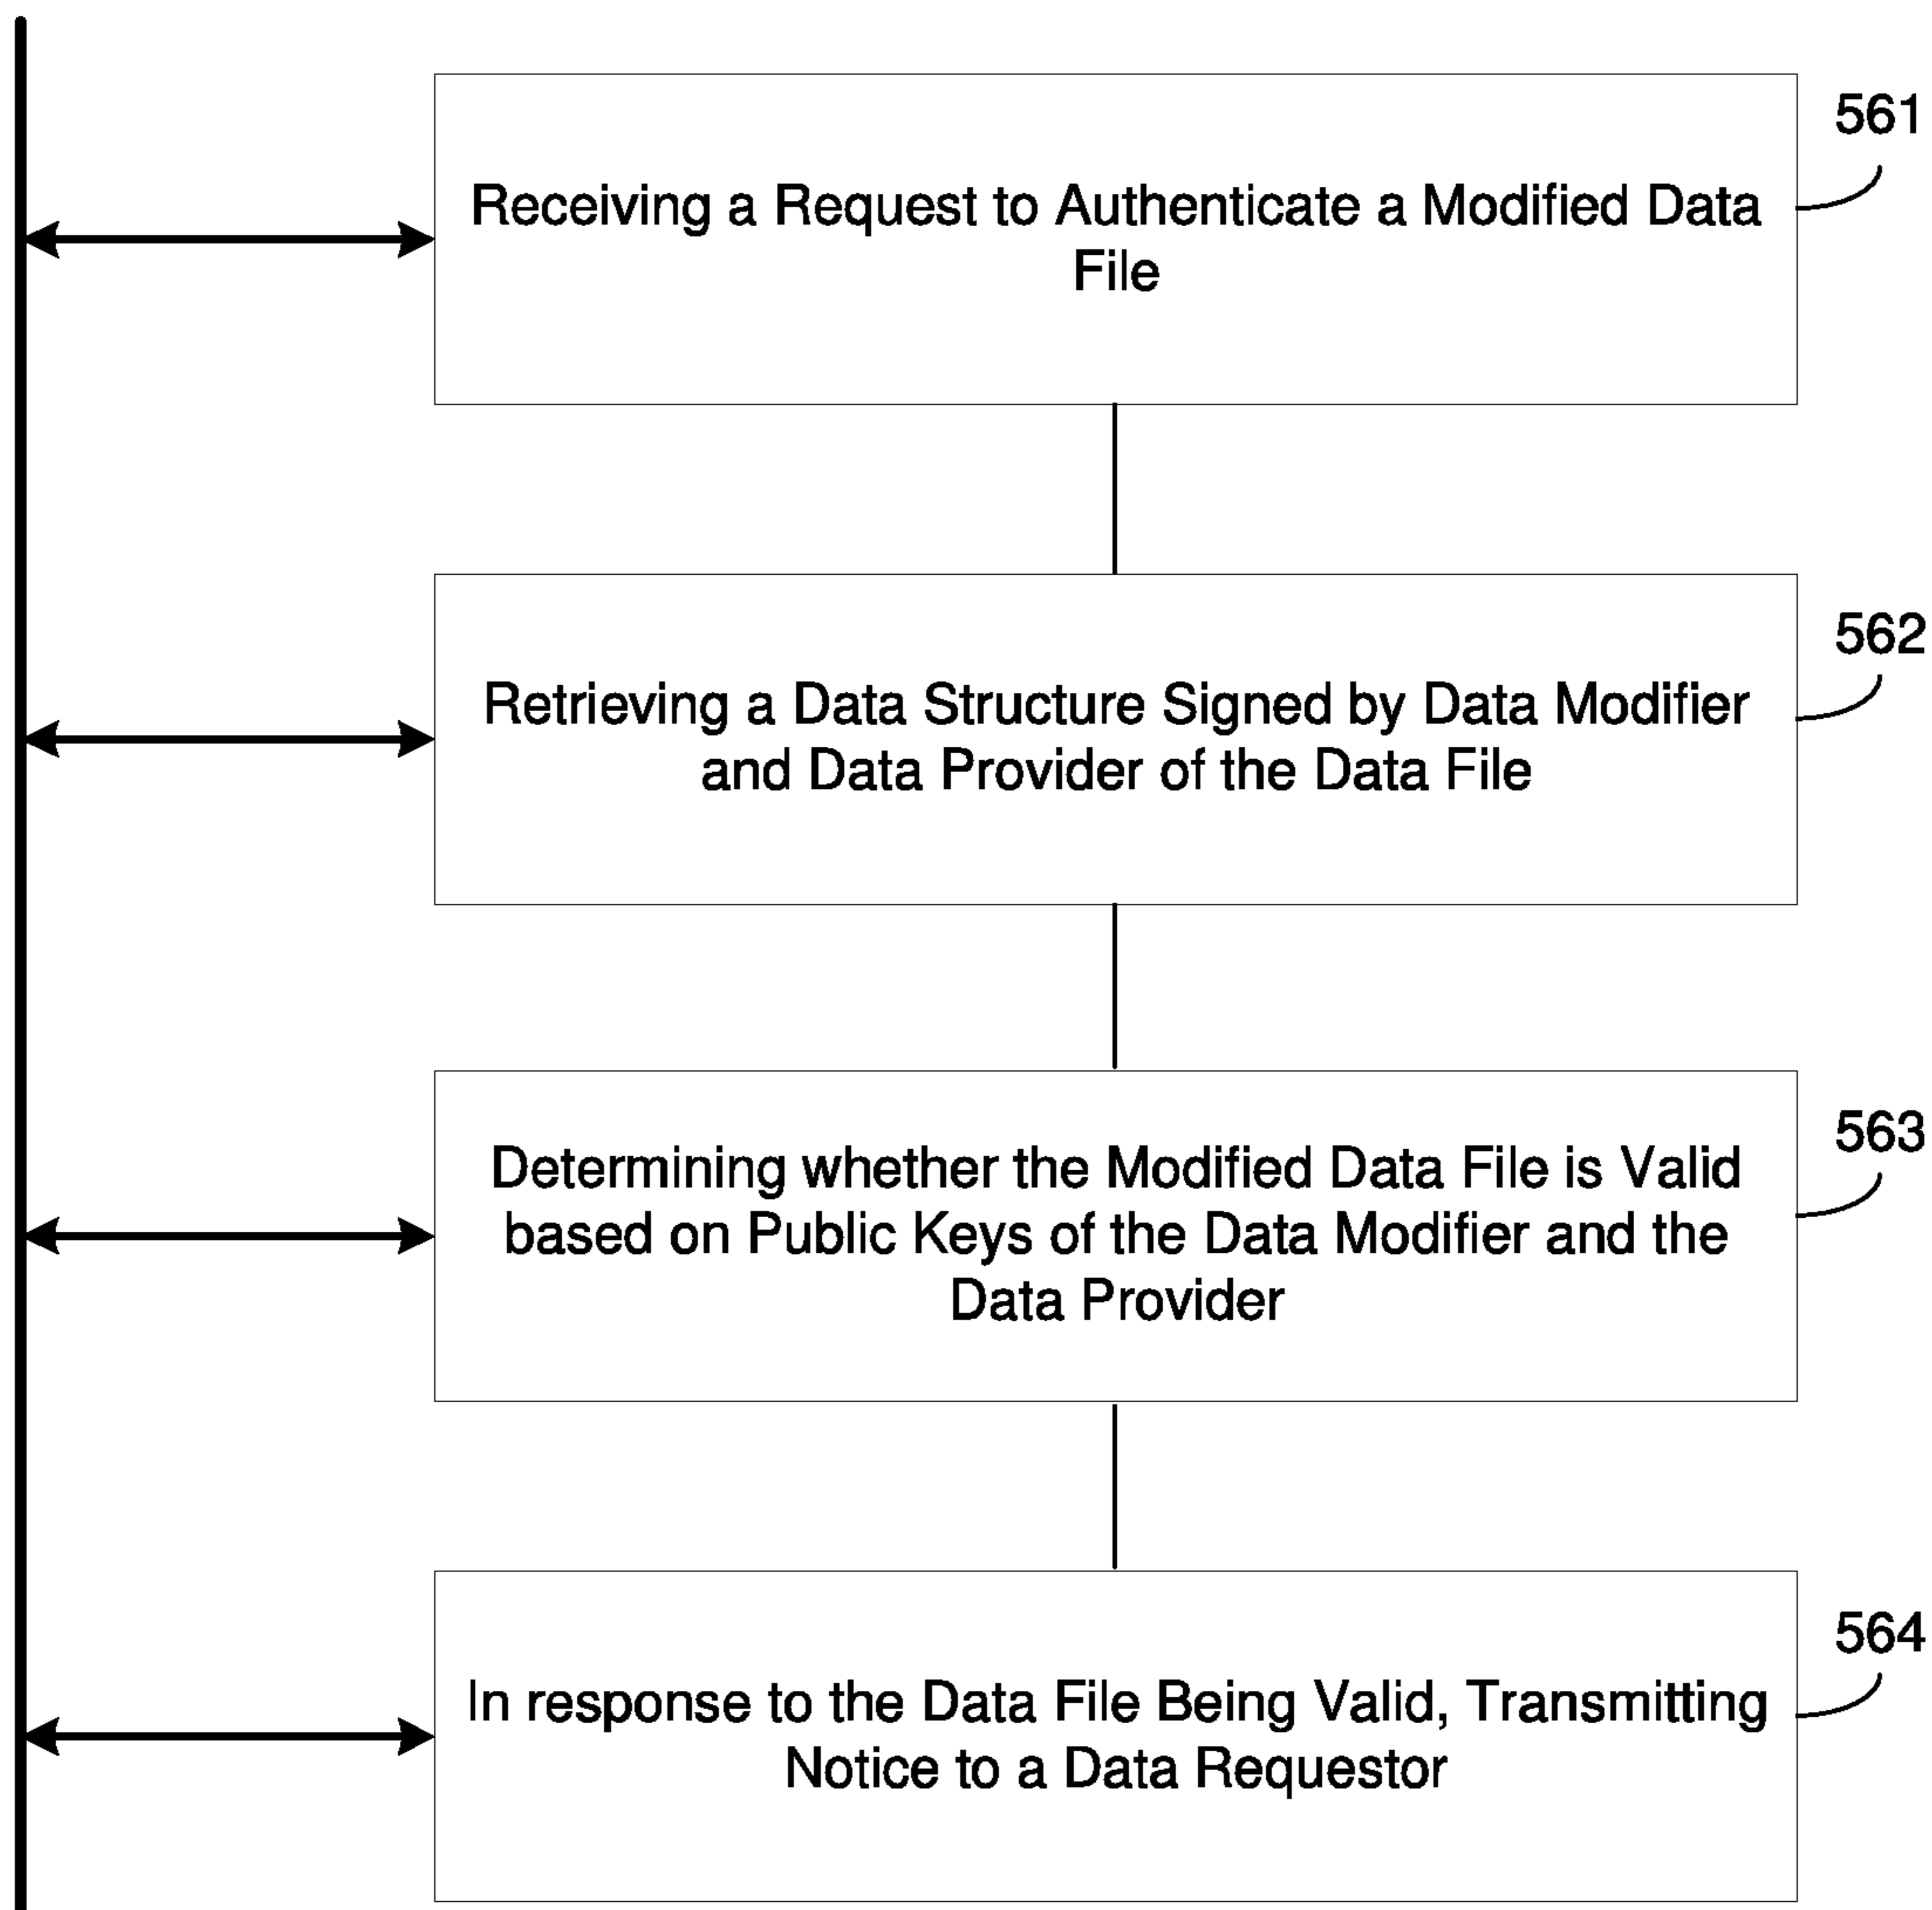 561
Receiving a Request to Authenticate a Modified Data
File
562
Retrieving a Data Structure Signed by Data Modifier
and Data Provider of the Data File
563
Determining whether the Modified Data File is Valid
based on Public Keys of the Data Modifier and the
Data Provider
564
In response to the Data File Being Valid, Transmitting
Notice to a Data Requestor